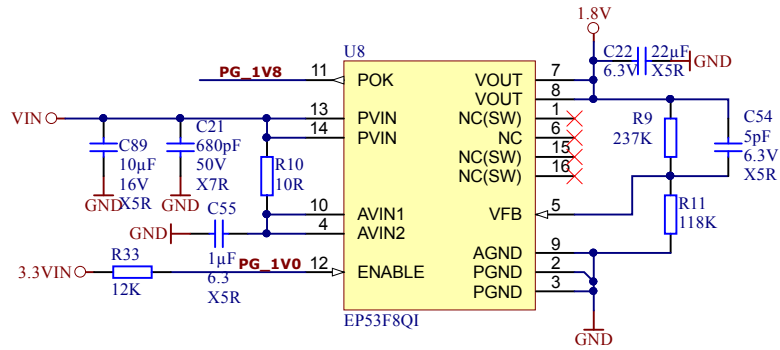 1.8V
U8
C22
22µF
6.3V
X5R
GND
PG_1V8
11
POK
VOUT
7
VOUT
8
VIN
13
PVIN
14
PVIN
NC(SW)
1
NC
6
NC(SW)
15
NC(SW)
16
C89
10µF
16V
X5R
GND
C21
680pF
50V
X7R
GND
R10
10R
R9
237K
C54
5pF
6.3V
X5R
C55
1µF
6.3
X5R
GND
10
AVIN1
4
AVIN2
VFB
5
R11
118K
3.3VIN
R33
12K
PG_1V0
12
ENABLE
AGND
9
PGND
2
PGND
3
EP53F8QI
GND